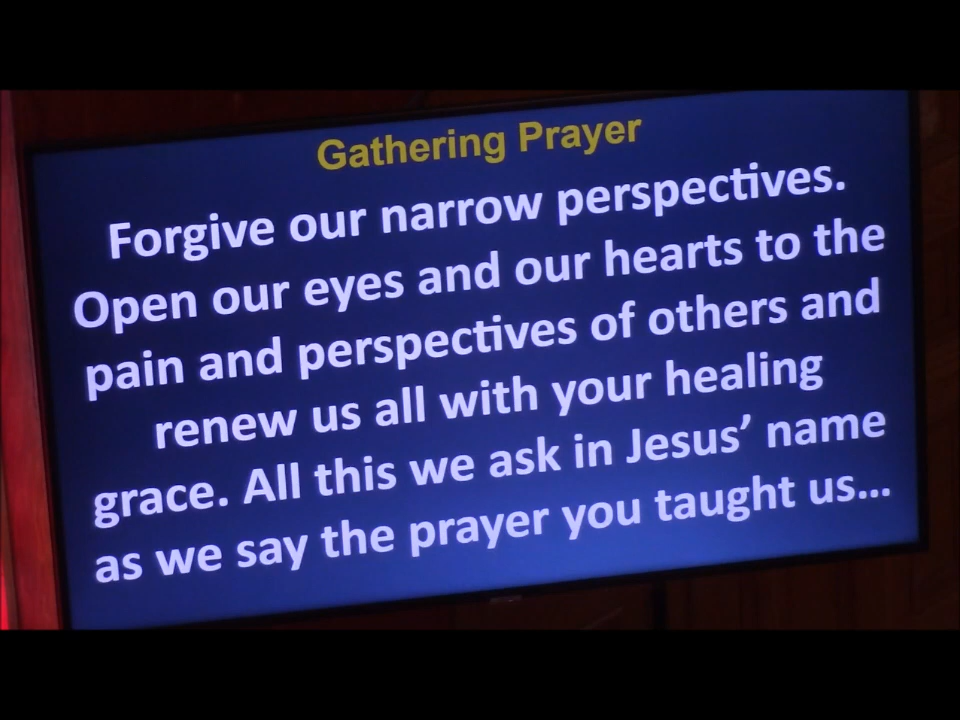 Gathering Prayer
Forgive our narrow perspectives.
Open our eyes and our hearts to the
pain and perspectives of others and
renew us all with your healing
grace. All this we ask in Jesus’ name
as we say the prayer you taught us…